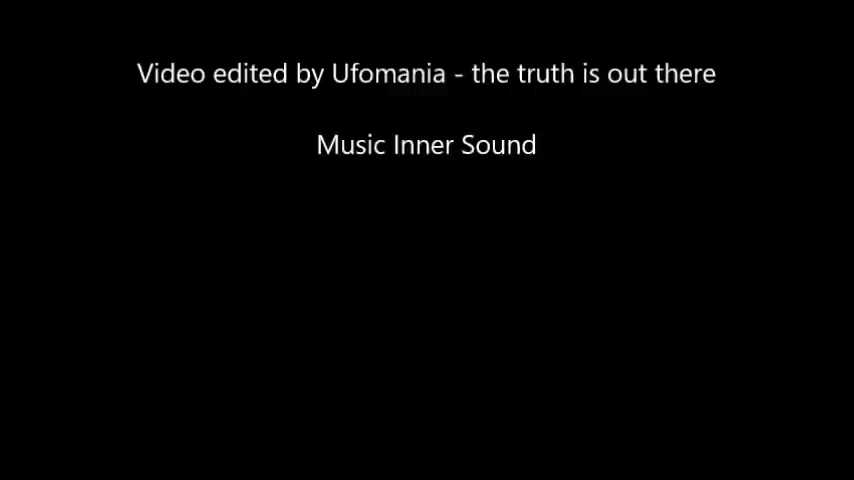 Video edited by Ufomania - the truth is out there
Music Inner Sound